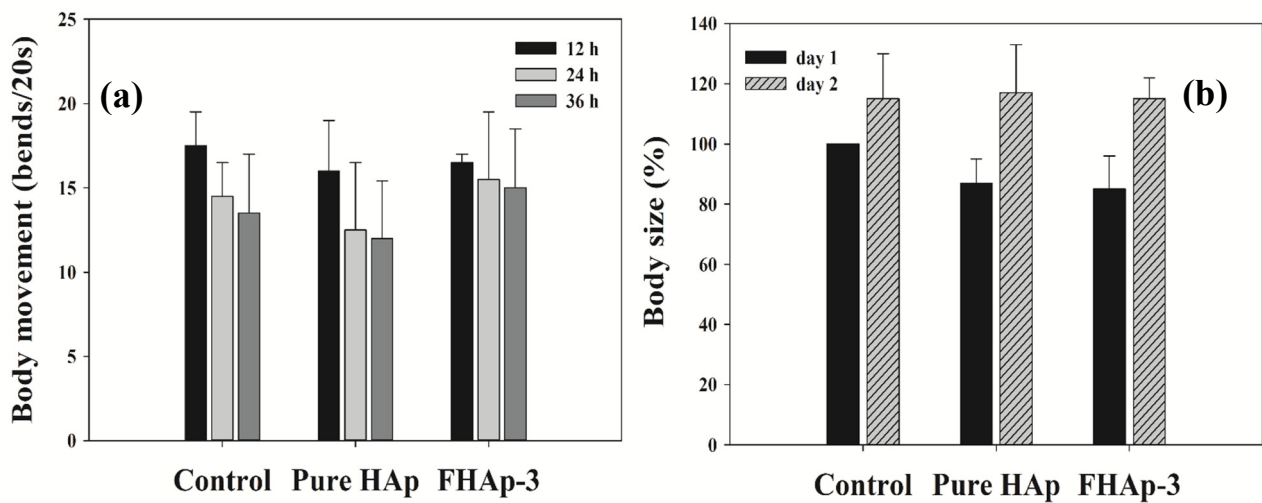 Body movement (bends/20s)
25
20
15
10
5
0
(a)
12 h
24 h
36 h
Control Pure HAp FHAp-3
Body size (%)
140
120
100
80
60
40
20
0
day 1
day 2
(b)
Control Pure HAp FHAp-3